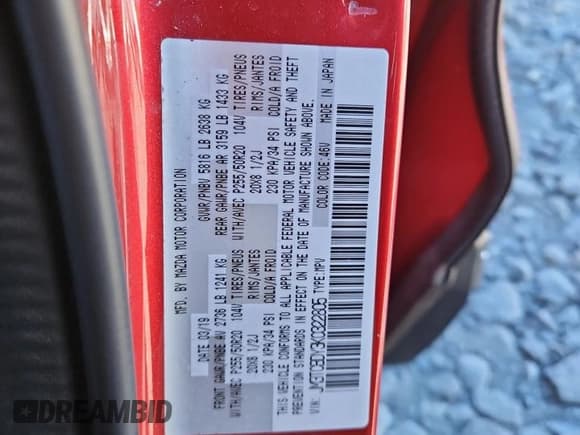 MFD. BY MAZDA MOTOR CORPORATION
DATE 03/19 GVWR/PNBV 5816 LB 2638 KG
FRONT GAWR/PNBE AV 2736 LB 1241 KG REAR GAWR/PNBE AR 3159 LB 1433 KG
WITH/AVEC P255/50R20 104V TIRES/PNEUS WITH/AVEC P255/50R20 104V TIRES/PNEUS
20X8 1/2J RIMS/JANTES 20X8 1/2J RIMS/JANTES
230 KPA/34 PSI COLD/A FROID 230 KPA/34 PSI COLD/A FROID
THIS VEHICLE CONFORMS TO ALL APPLICABLE FEDERAL MOTOR VEHICLE SAFETY AND THEFT
PREVENTION STANDARDS IN EFFECT ON THE DATE OF MANUFACTURE SHOWN ABOVE.
VIN: JM3TCBDY3K0322805 TYPE:MPV COLOR CODE:46V MADE IN JAPAN
DREAMBID